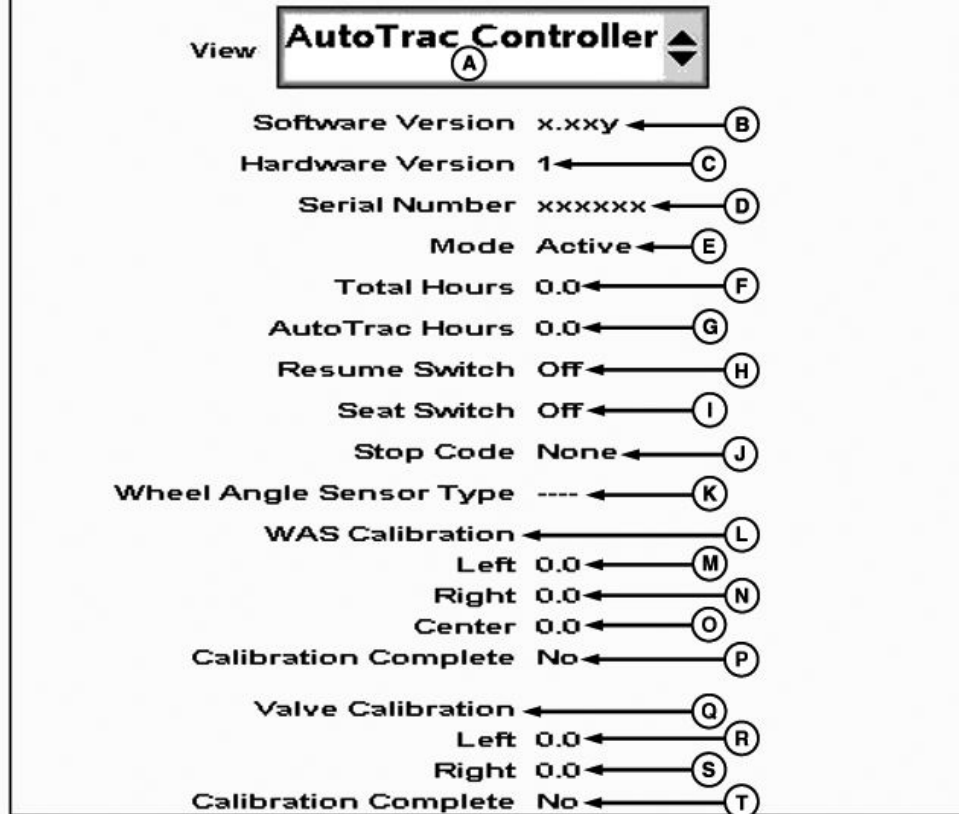 View AutoTrac Controller
A
Software Version x.xxy B
Hardware Version 1 C
Serial Number xxxxxx D
Mode Active E
Total Hours 0.0 F
AutoTrac Hours 0.0 G
Resume Switch Off H
Seat Switch Off I
Stop Code None J
Wheel Angle Sensor Type ---- K
WAS Calibration L
Left 0.0 M
Right 0.0 N
Center 0.0 O
Calibration Complete No P
Valve Calibration Q
Left 0.0 R
Right 0.0 S
Calibration Complete No T